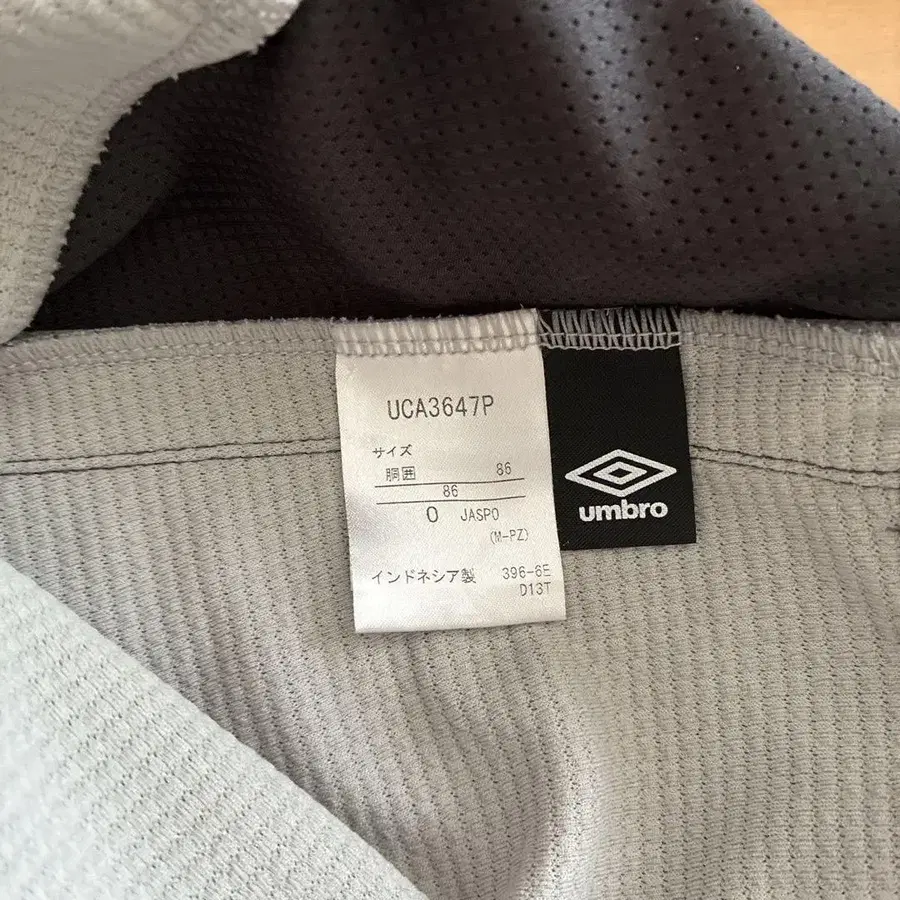 UCA3647P
サイズ
胴囲 86
86
O JASPO
(M-PZ)
インドネシア製 396-6E
D13T
umbro